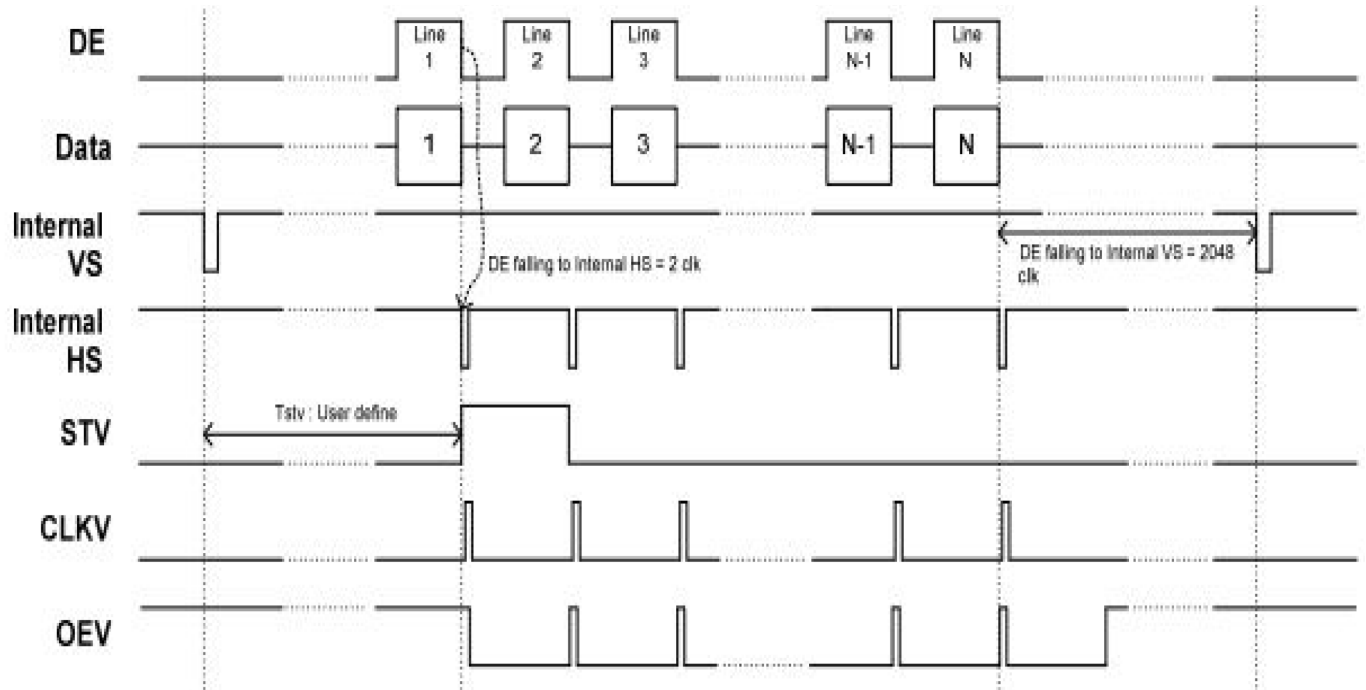 DE
Line
1
Line
2
Line
3
Line
N-1
Line
N
Data
1
2
3
N-1
N
Internal
VS
DE falling to Internal HS = 2 clk
DE falling to Internal VS = 2048
clk
Internal
HS
Tstv : User define
STV
CLKV
OEV